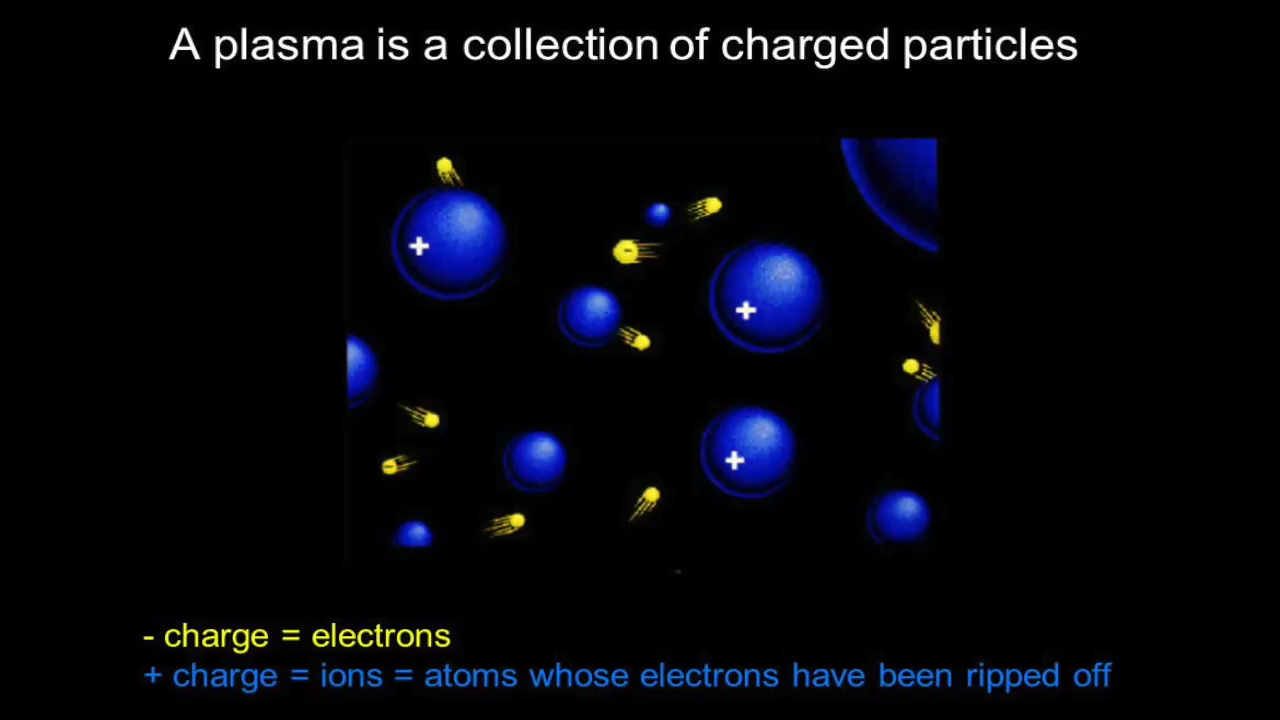 A plasma is a collection of charged particles
+
-
+
+
- charge = electrons
+ charge = ions = atoms whose electrons have been ripped off